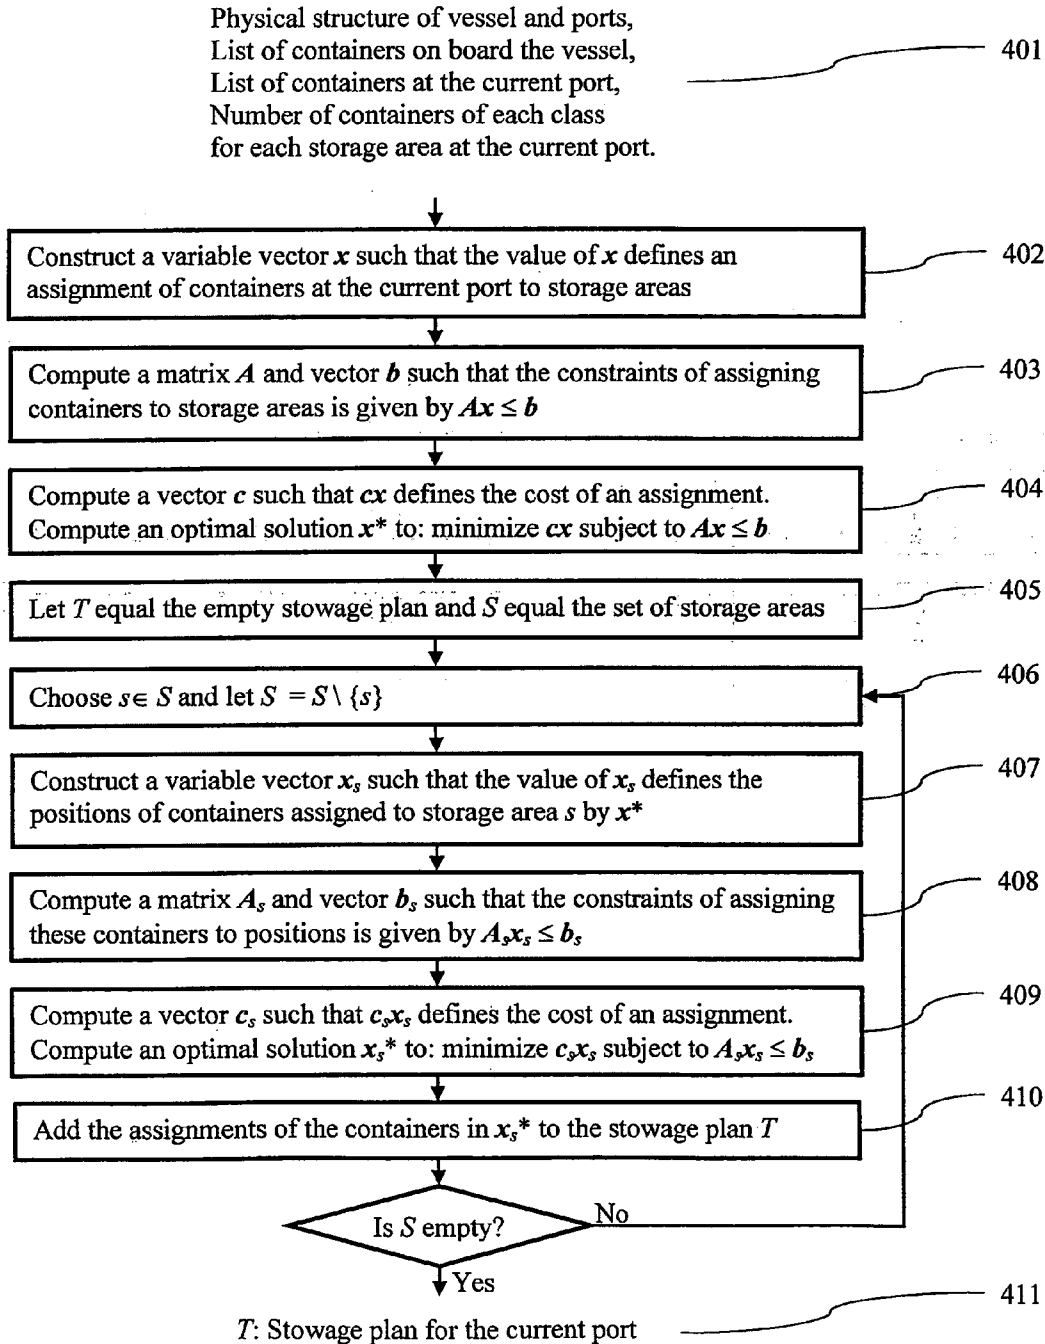 Physical structure of vessel and ports,
List of containers on board the vessel,
List of containers at the current port,
Number of containers of each class
for each storage area at the current port.
401
Construct a variable vector x such that the value of x defines an
assignment of containers at the current port to storage areas
402
Compute a matrix A and vector b such that the constraints of assigning
containers to storage areas is given by Ax ≤ b
403
Compute a vector c such that cx defines the cost of an assignment.
Compute an optimal solution x* to: minimize cx subject to Ax ≤ b
404
Let T equal the empty stowage plan and S equal the set of storage areas
405
Choose s∈ S and let S = S \ {s}
406
Construct a variable vector xₛ such that the value of xₛ defines the
positions of containers assigned to storage area s by x*
407
Compute a matrix Aₛ and vector bₛ such that the constraints of assigning
these containers to positions is given by Aₛxₛ ≤ bₛ
408
Compute a vector cₛ such that cₛxₛ defines the cost of an assignment.
Compute an optimal solution xₛ* to: minimize cₛxₛ subject to Aₛxₛ ≤ bₛ
409
Add the assignments of the containers in xₛ* to the stowage plan T
410
Is S empty?
No
Yes
T: Stowage plan for the current port
411